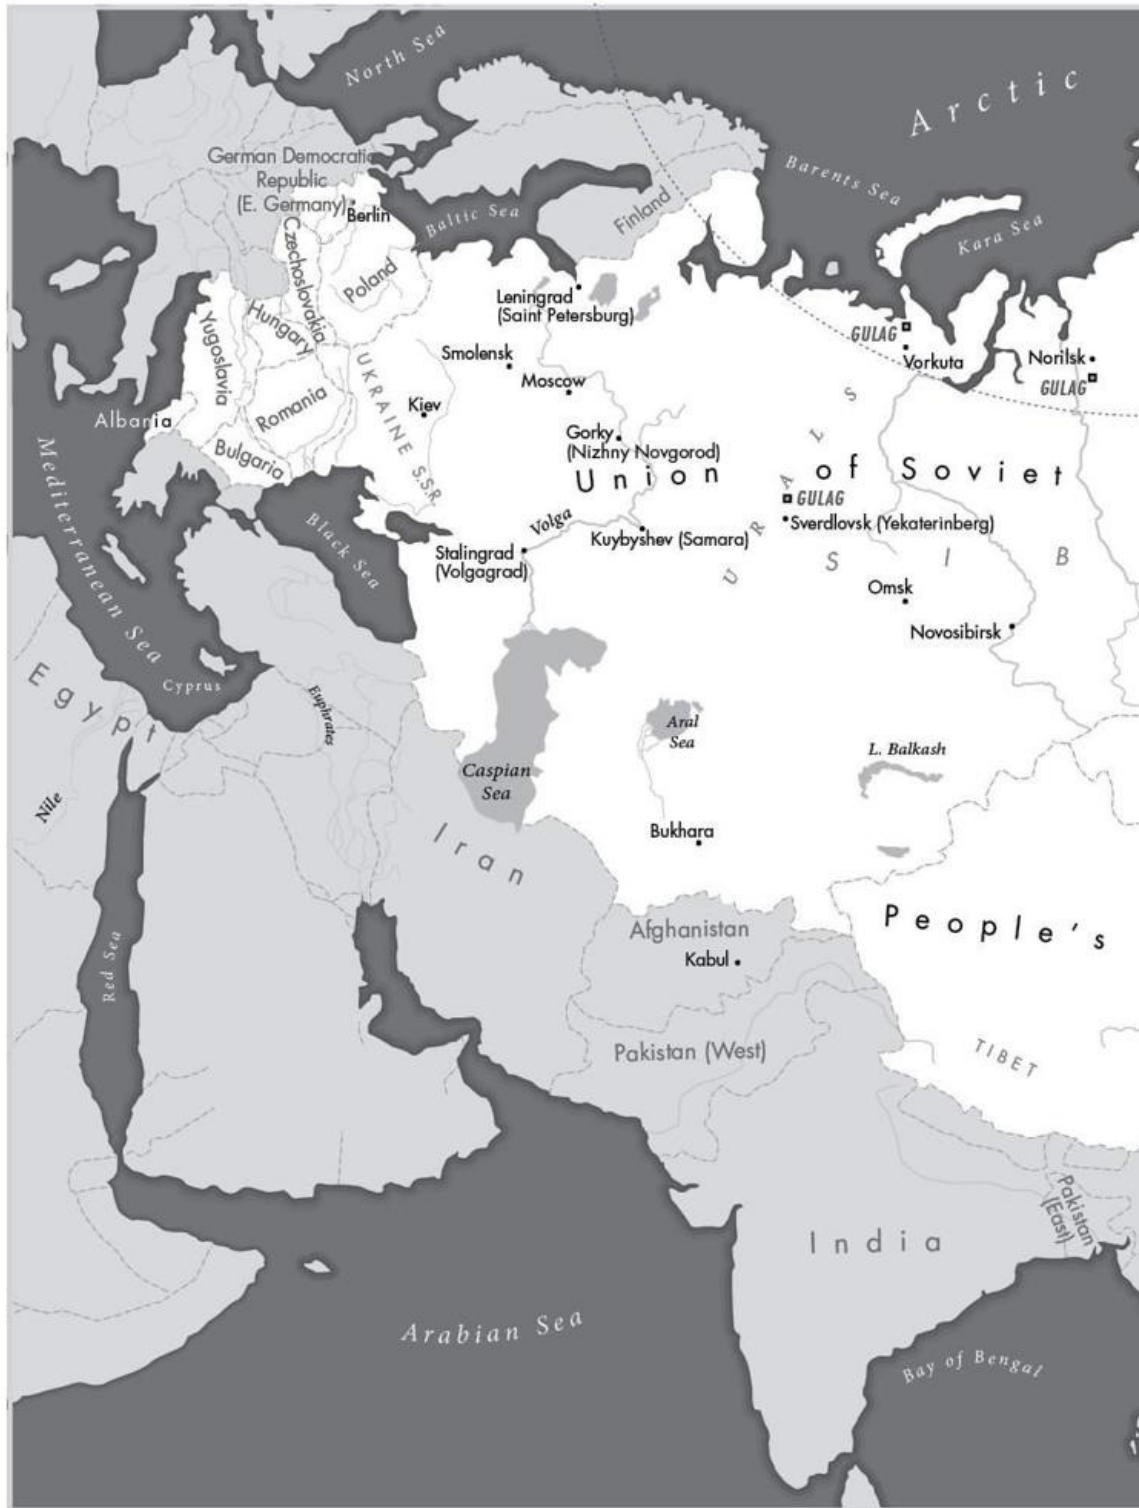 North Sea
Arctic
Barents Sea
Kara Sea
German Democratic
Republic
(E. Germany)
Berlin
Baltic Sea
Finland
Czechoslovakia
Poland
Leningrad
(Saint Petersburg)
GULAG
Vorkuta
Norilsk
GULAG
Yugoslavia
Hungary
Smolensk
Moscow
UKRAINE S.S.R.
Romania
Kiev
Albania
Bulgaria
Gorky
(Nizhny Novgorod)
Union of Soviet
URALS
GULAG
Sverdlovsk (Yekaterinberg)
Mediterranean Sea
Black Sea
Volga
Kuybyshev (Samara)
Stalingrad
(Volgagrad)
SIB
Omsk
Novosibirsk
Egypt
Cyprus
Euphrates
Aral
Sea
L. Balkash
Caspian
Sea
Nile
Bukhara
Iran
People's
Afghanistan
Kabul
Red Sea
Pakistan (West)
TIBET
Pakistan
(East)
India
Arabian Sea
Bay of Bengal